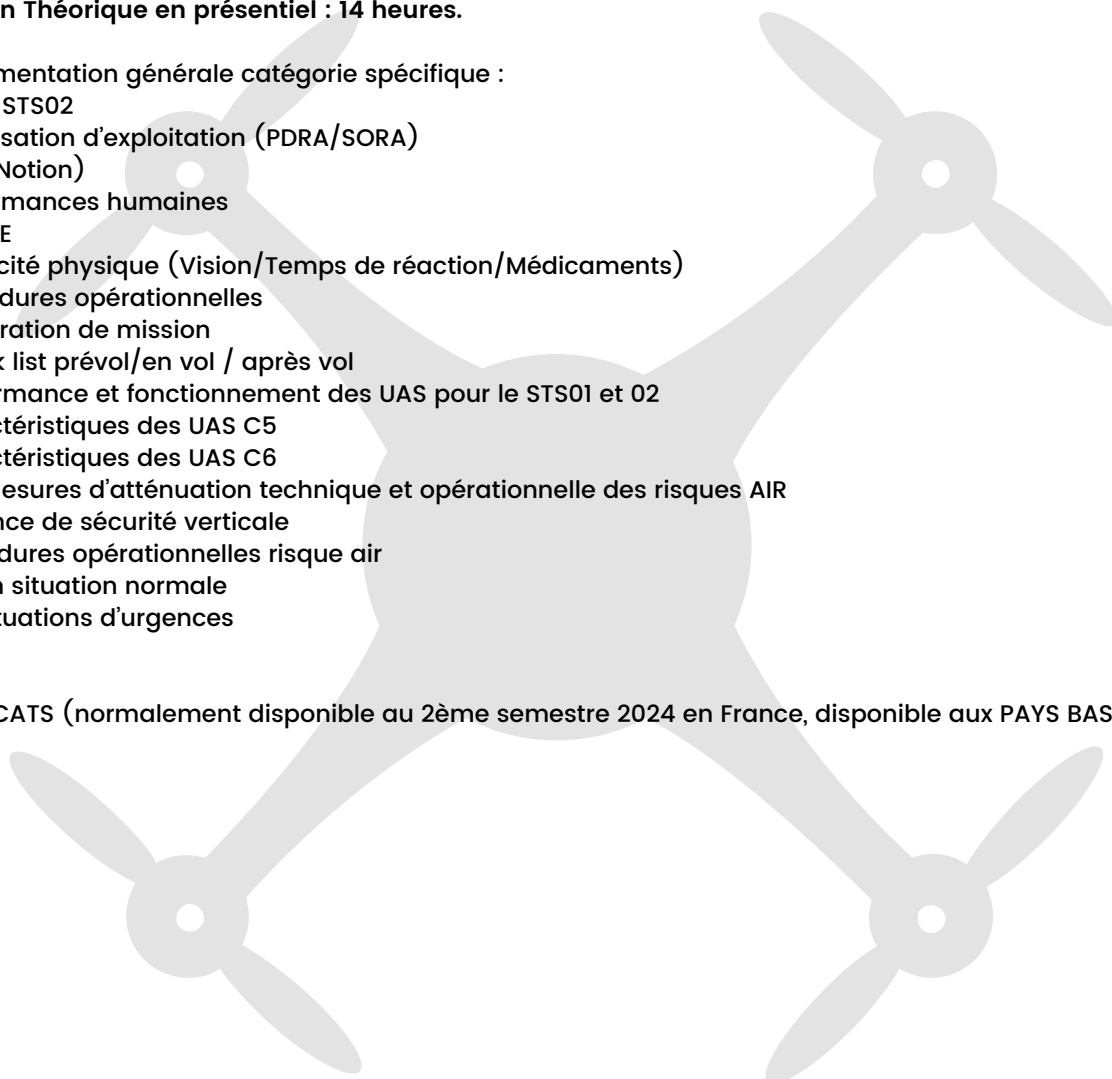 n Théorique en présentiel : 14 heures.
mentation générale catégorie spécifique :
STS02
sation d'exploitation (PDRA/SORA)
Notion)
rmances humaines
E
cité physique (Vision/Temps de réaction/Médicaments)
dures opérationnelles
ration de mission
k list prévol/en vol / après vol
rmance et fonctionnement des UAS pour le STS01 et 02
ctéristiques des UAS C5
ctéristiques des UAS C6
esures d'atténuation technique et opérationnelle des risques AIR
nce de sécurité verticale
dures opérationnelles risque air
n situation normale
tuations d'urgences
CATS (normalement disponible au 2ème semestre 2024 en France, disponible aux PAYS BAS